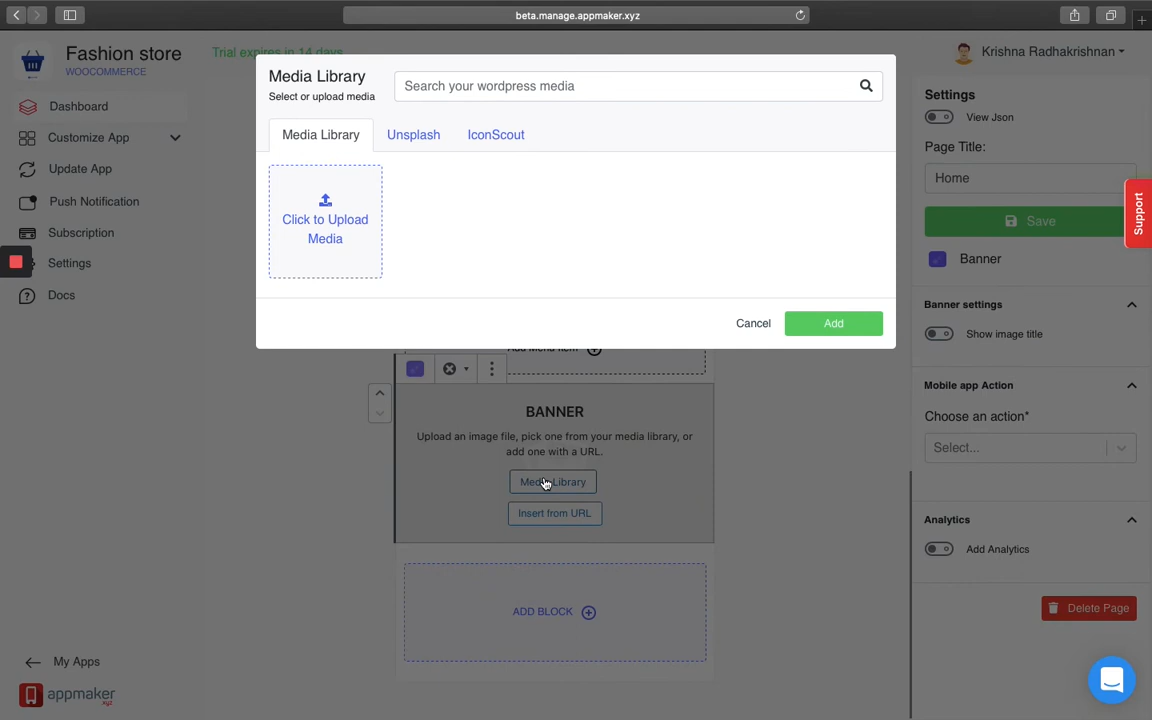 beta.manage.appmaker.xyz
Fashion store
WOOCOMMERCE
Trial expires in 14 days
Krishna Radhakrishnan
Dashboard
Customize App
Update App
Push Notification
Subscription
Settings
Docs
My Apps
appmaker
xyz
Media Library
Select or upload media
Search your wordpress media
Media Library
Unsplash
IconScout
Click to Upload
Media
Cancel
Add
Add Menu Item
BANNER
Upload an image file, pick one from your media library, or
add one with a URL.
Media Library
Insert from URL
ADD BLOCK
Settings
View Json
Page Title:
Home
Save
Support
Banner
Banner settings
Show image title
Mobile app Action
Choose an action*
Select...
Analytics
Add Analytics
Delete Page